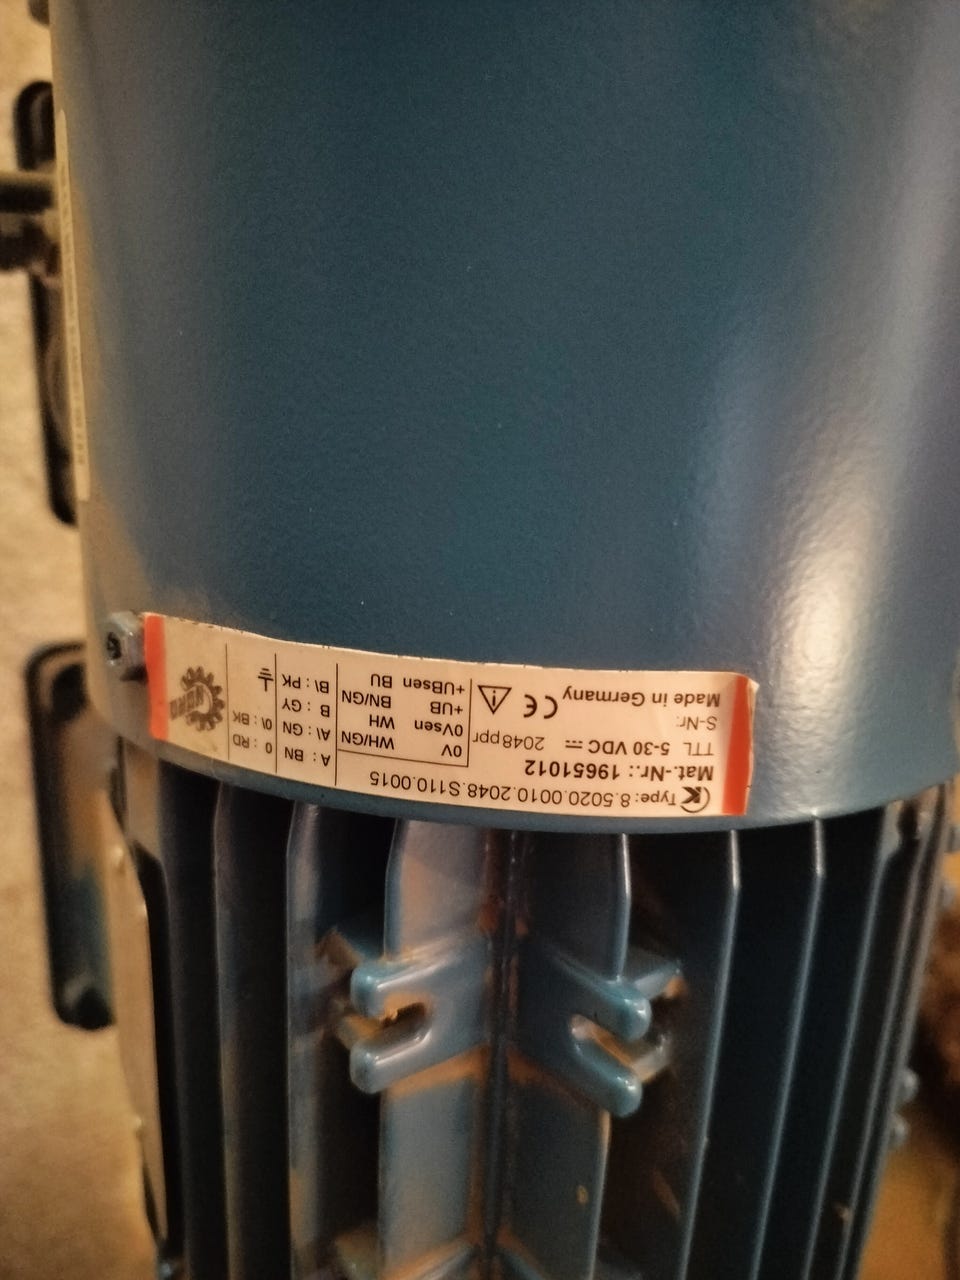 Type: 8.5020.0010.2048.S110.0015
Mat.-Nr.: 19651012
TTL 5-30 VDC 2048 ppr
S-Nr.
Made in Germany
CE
0V WH/GN
0Vsen WH
+UB BN/GN
+UBsen BU
A : BN
A\ : GN
B : GY
B\ : PK
0 : RD
0\ : BK
NORD